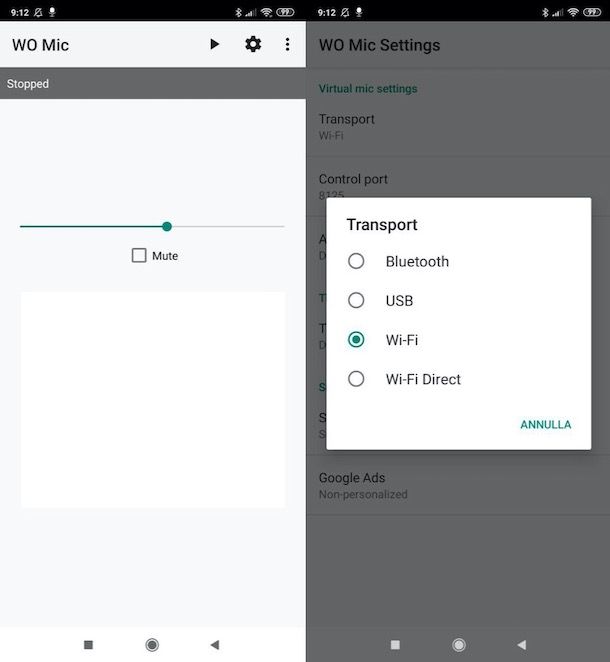 9:12
99
WO Mic
Stopped
Mute
9:12
99
WO Mic Settings
Virtual mic settings
Transport
Wi-Fi
Control port
8125
Transport
Bluetooth
USB
Wi-Fi
Wi-Fi Direct
ANNULLA
Google Ads
Non-personalized